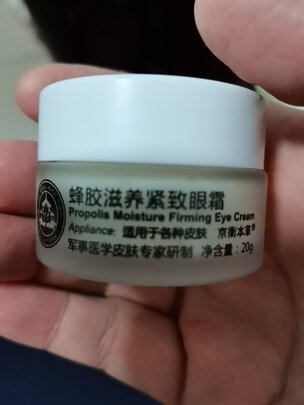 蜂胶滋养紧致眼霜
Propolis Moisture Firming Eye Cream
Appliance: 适用于各种皮肤 京衛本草®
军事医学皮肤专家研制 净含量: 20g